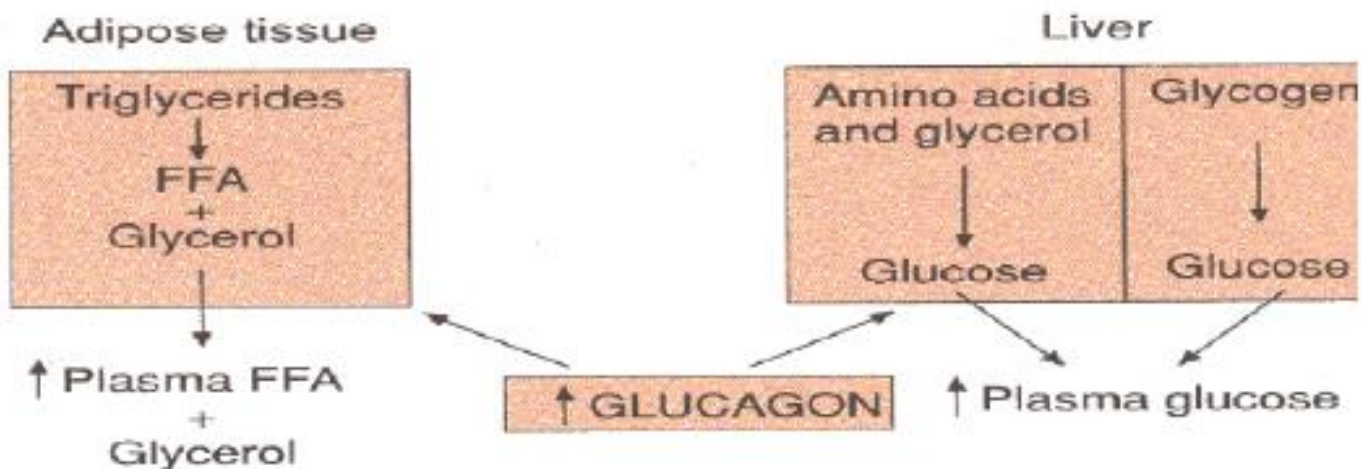 Adipose tissue
Triglycerides
FFA
+
Glycerol
↑ Plasma FFA
+
Glycerol
↑ GLUCAGON
Liver
Amino acids
and glycerol
Glucose
Glycogen
Glucose
↑ Plasma glucose